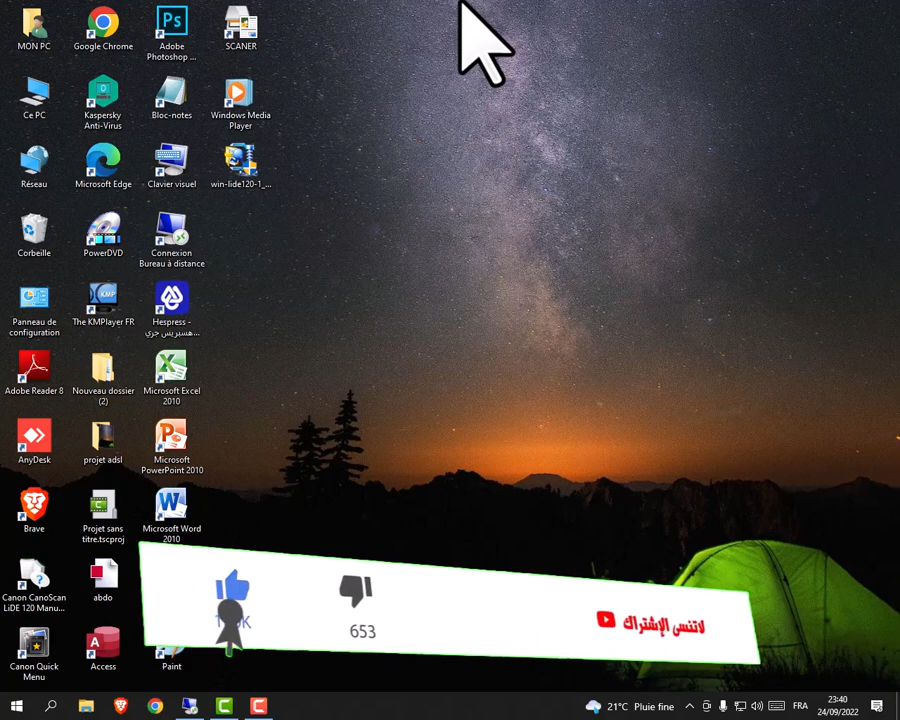 MON PC
Google Chrome
Adobe
Photoshop ...
SCANER
Ce PC
Kaspersky
Anti-Virus
Bloc-notes
Windows Media
Player
Réseau
Microsoft Edge
Clavier visuel
win-lide120-1_...
Corbeille
PowerDVD
Connexion
Bureau à distance
Panneau de
configuration
The KMPlayer FR
Hespress -
هسبريس جري...
Adobe Reader 8
Nouveau dossier
(2)
Microsoft Excel
2010
AnyDesk
projet adsl
Microsoft
PowerPoint 2010
Brave
Projet sans
titre.tscproj
Microsoft Word
2010
Canon CanoScan
LiDE 120 Manu...
abdo
653
لاتنسى الإشتراك
Canon Quick
Menu
Access
Paint
21°C Pluie fine
FRA
23:40
24/09/2022